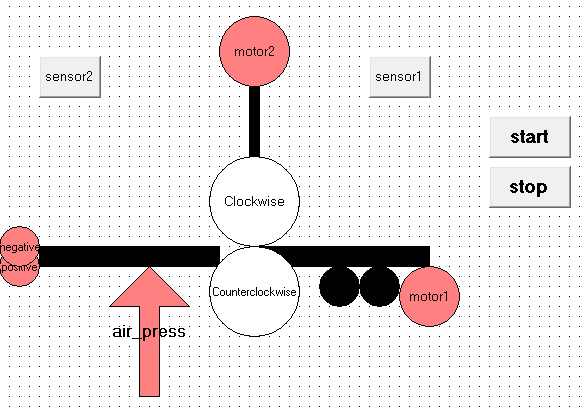 motor2
sensor2
sensor1
start
stop
Clockwise
negative
positive
Counterclockwise
motor1
air_press